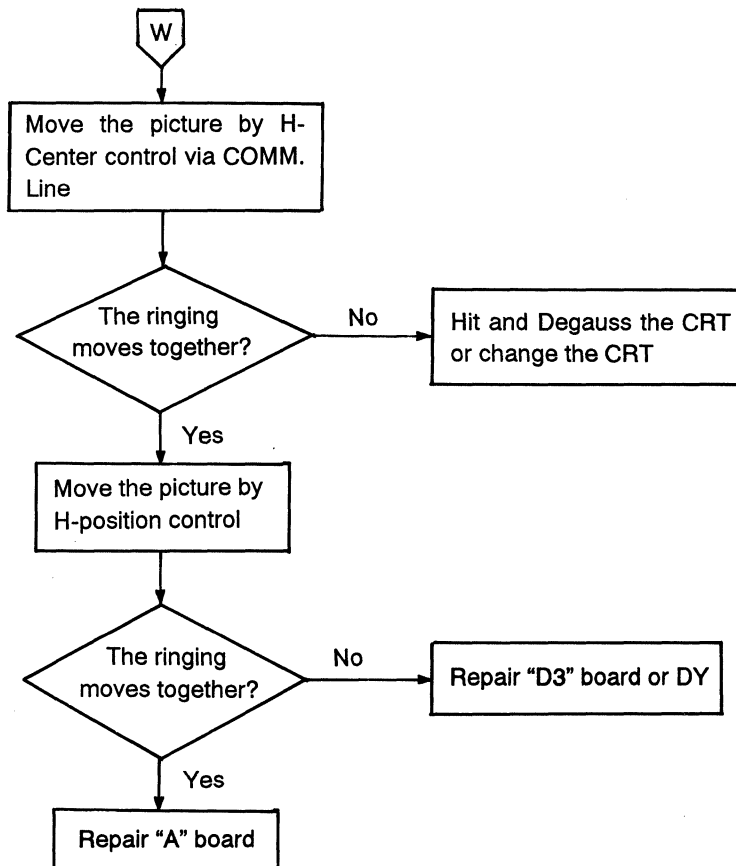 W
Move the picture by H-
Center control via COMM.
Line
The ringing
moves together?
No
Hit and Degauss the CRT
or change the CRT
Yes
Move the picture by
H-position control
The ringing
moves together?
No
Repair “D3” board or DY
Yes
Repair “A” board